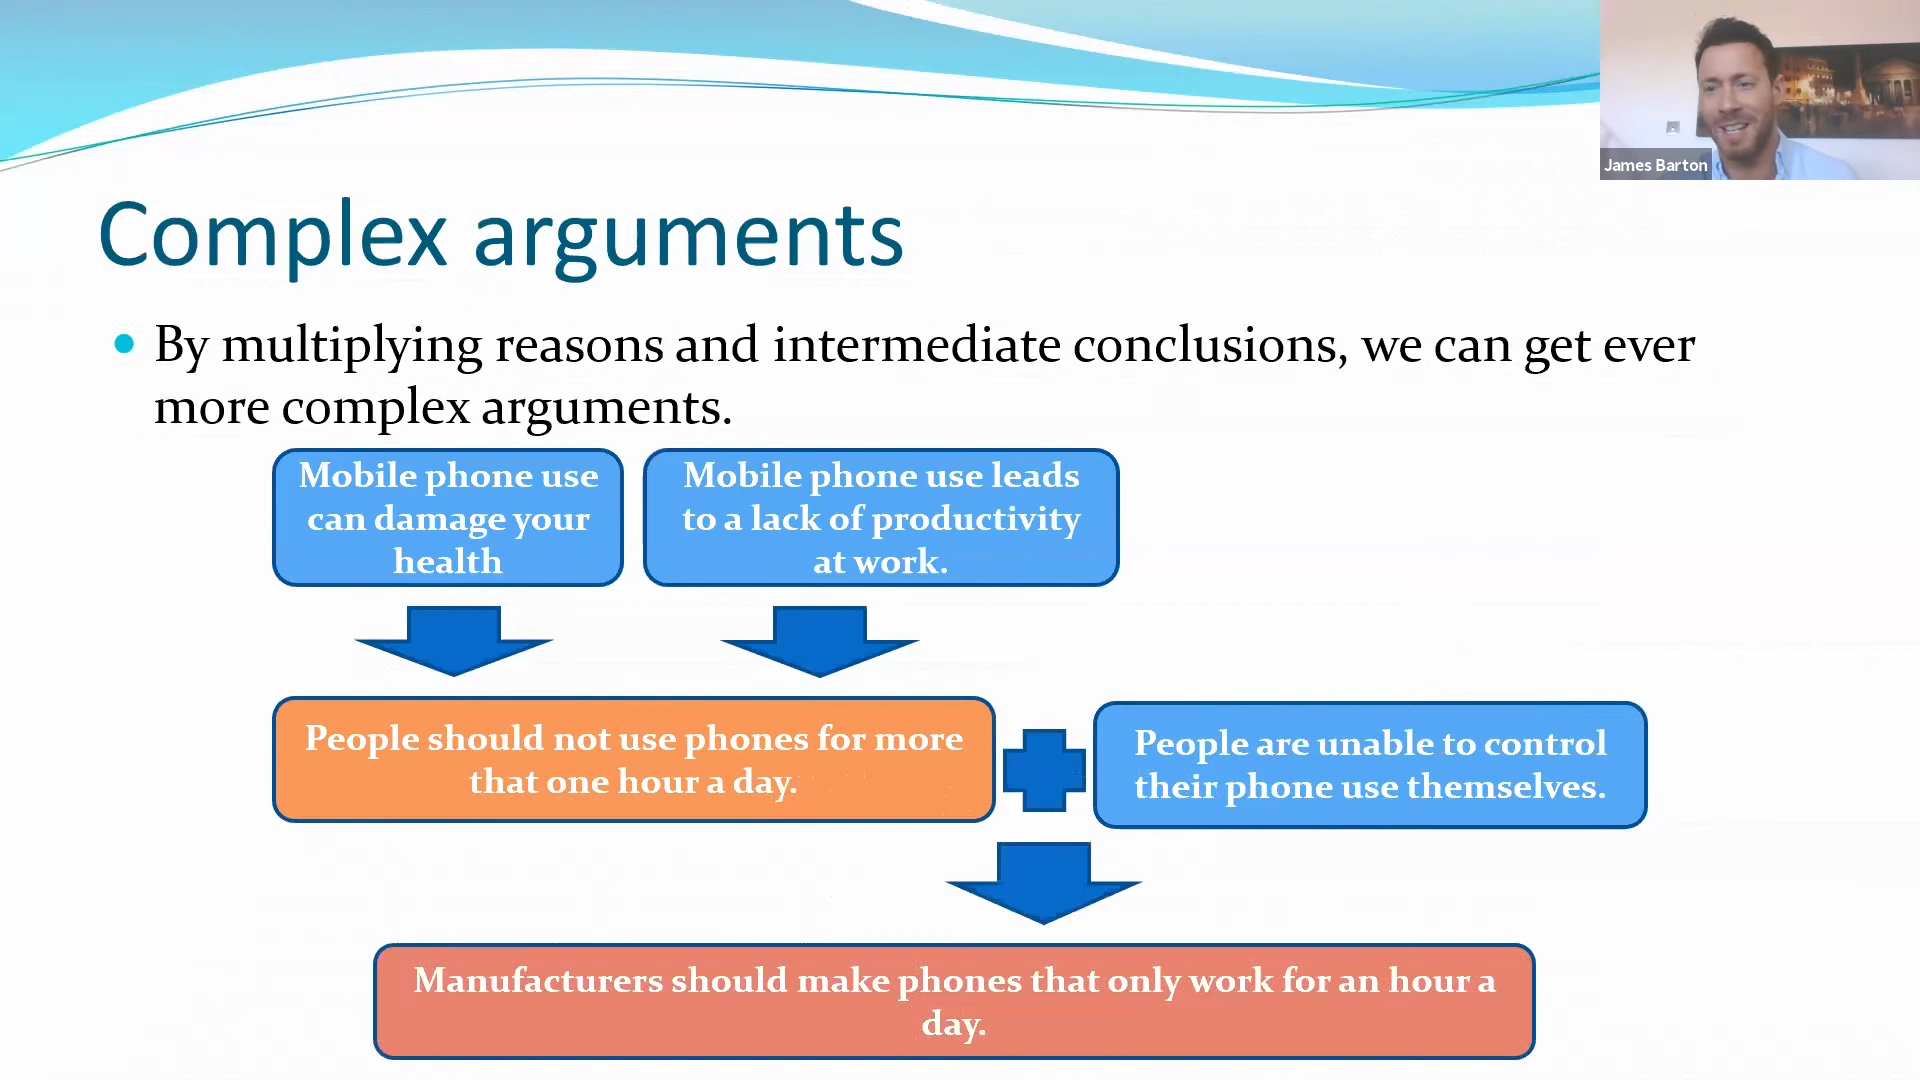 James Barton
Complex arguments
By multiplying reasons and intermediate conclusions, we can get ever
more complex arguments.
Mobile phone use
can damage your
health
Mobile phone use leads
to a lack of productivity
at work.
People should not use phones for more
that one hour a day.
People are unable to control
their phone use themselves.
Manufacturers should make phones that only work for an hour a
day.